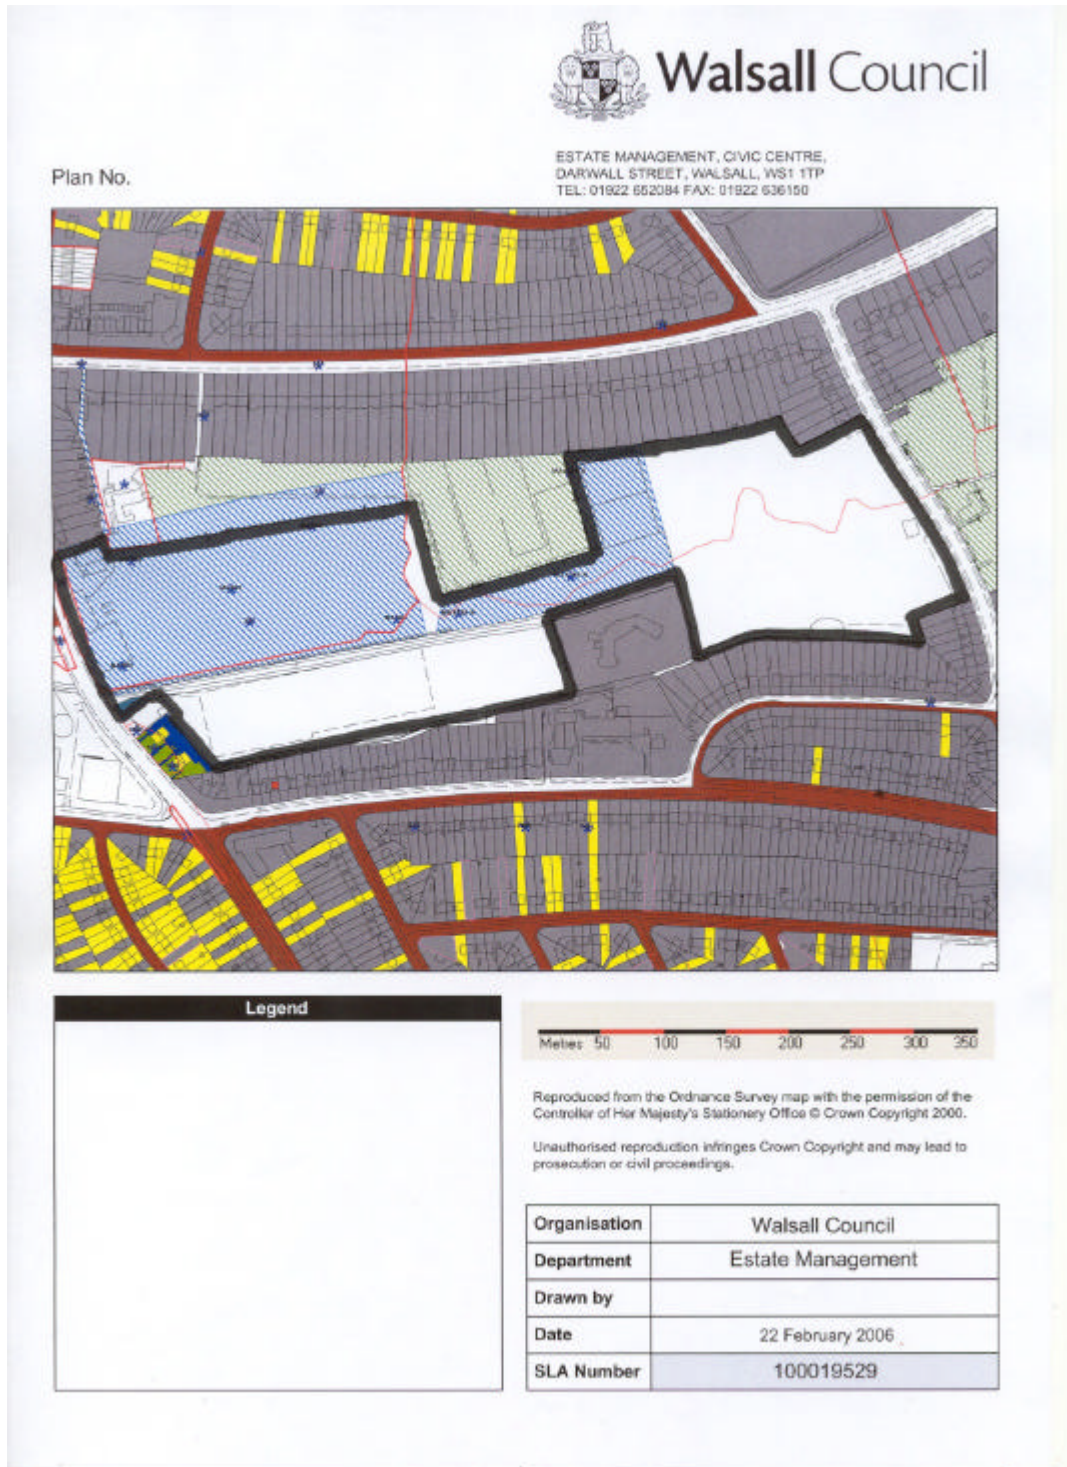 Walsall Council
ESTATE MANAGEMENT, CIVIC CENTRE,
DARWALL STREET, WALSALL, WS1 1TP
TEL: 01922 652084 FAX: 01922 636150
Plan No.
Legend
Metres 50 100 150 200 250 300 350
Reproduced from the Ordnance Survey map with the permission of the
Controller of Her Majesty's Stationery Office © Crown Copyright 2000.
Unauthorised reproduction infringes Crown Copyright and may lead to
prosecution or civil proceedings.
Organisation Walsall Council
Department Estate Management
Drawn by
Date 22 February 2006
SLA Number 100019529